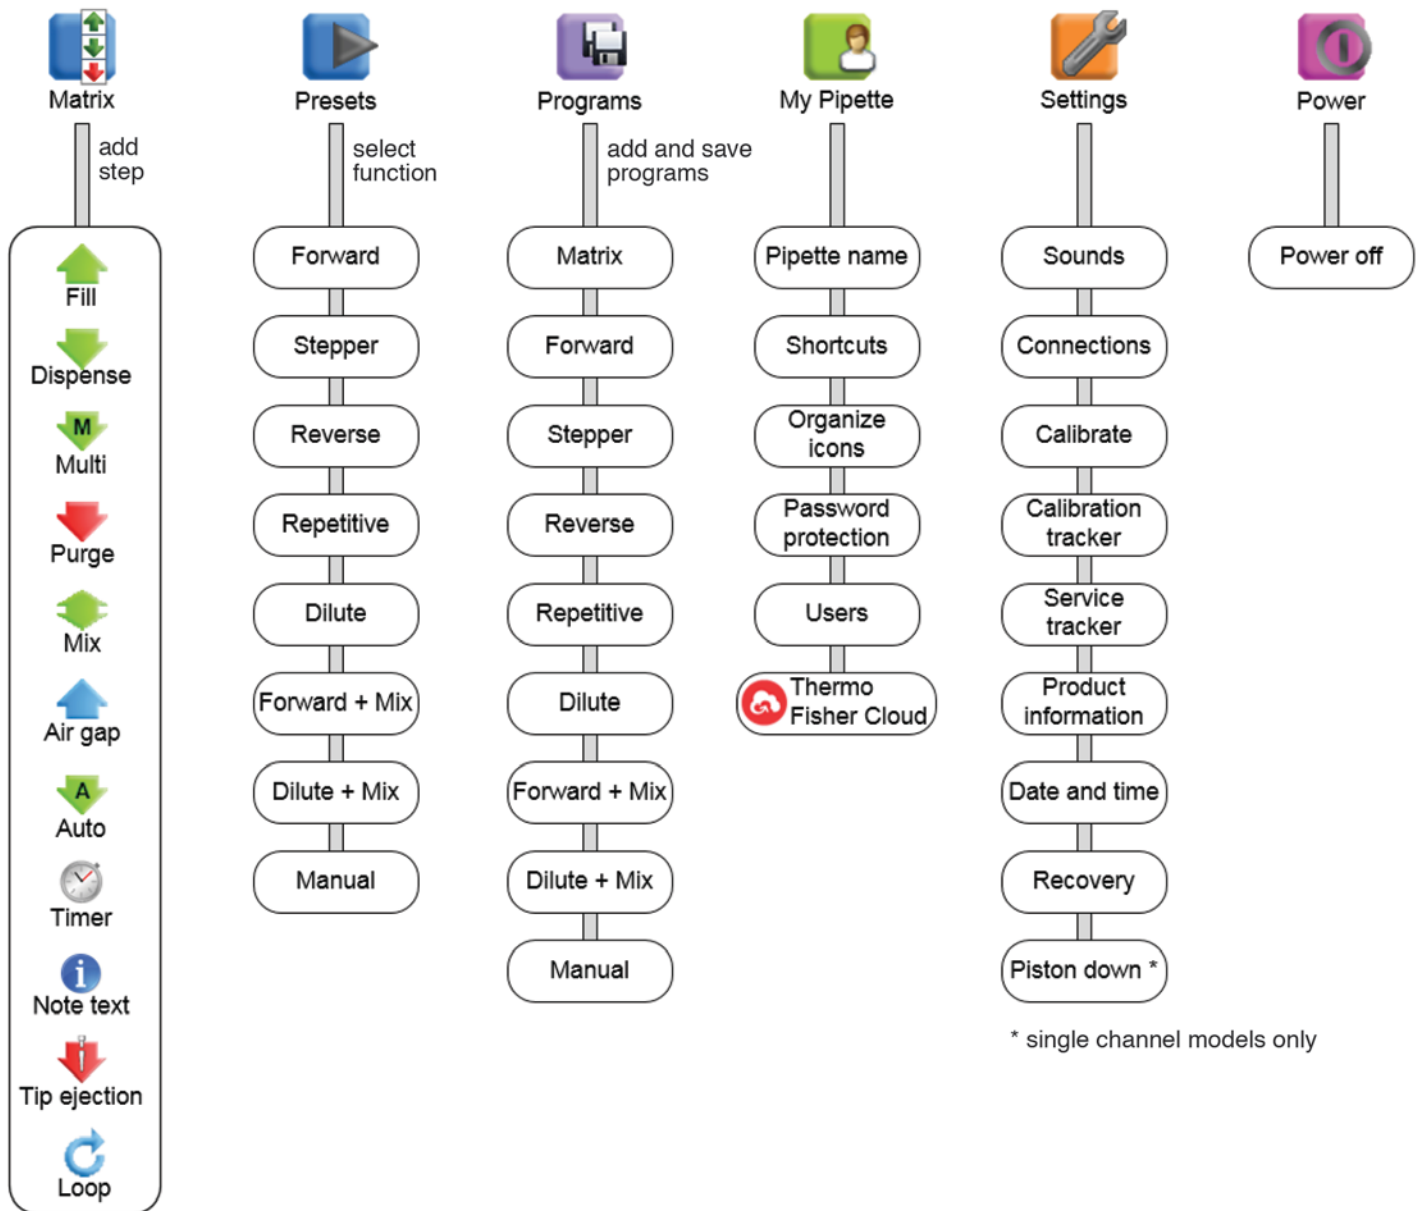 Matrix
Presets
Programs
My Pipette
Settings
Power
add
step
select
function
add and save
programs
Fill
Dispense
M
Multi
Purge
Mix
Air gap
A
Auto
Timer
i
Note text
Tip ejection
Loop
Forward
Stepper
Reverse
Repetitive
Dilute
Forward + Mix
Dilute + Mix
Manual
Matrix
Forward
Stepper
Reverse
Repetitive
Dilute
Forward + Mix
Dilute + Mix
Manual
Pipette name
Shortcuts
Organize
icons
Password
protection
Users
Thermo
Fisher Cloud
Sounds
Connections
Calibrate
Calibration
tracker
Service
tracker
Product
information
Date and time
Recovery
Piston down *
* single channel models only
Power off